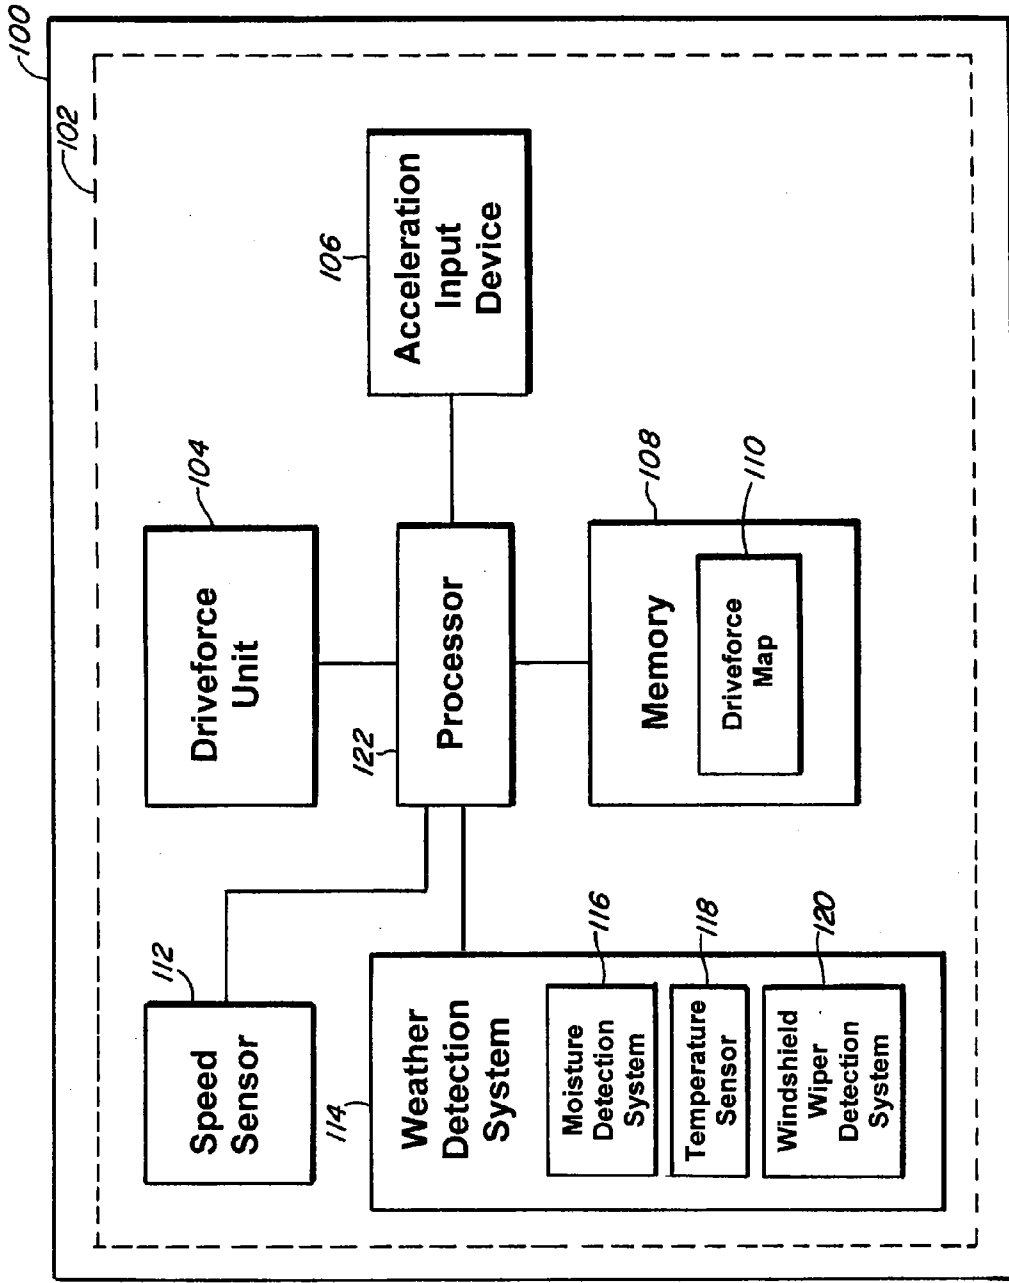 100
102
112
Speed
Sensor
104
Driveforce
Unit
106
Acceleration
Input
Device
122
Processor
114
Weather
Detection
System
116
Moisture
Detection
System
118
Temperature
Sensor
120
Windshield
Wiper
Detection
System
108
Memory
110
Driveforce
Map